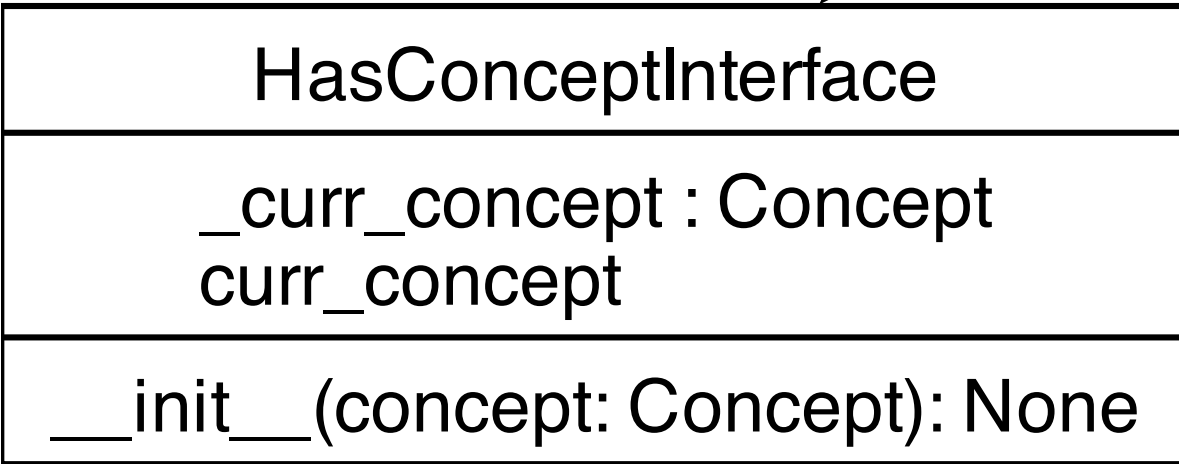 HasConceptInterface
_curr_concept : Concept
curr_concept
__init__(concept: Concept): None